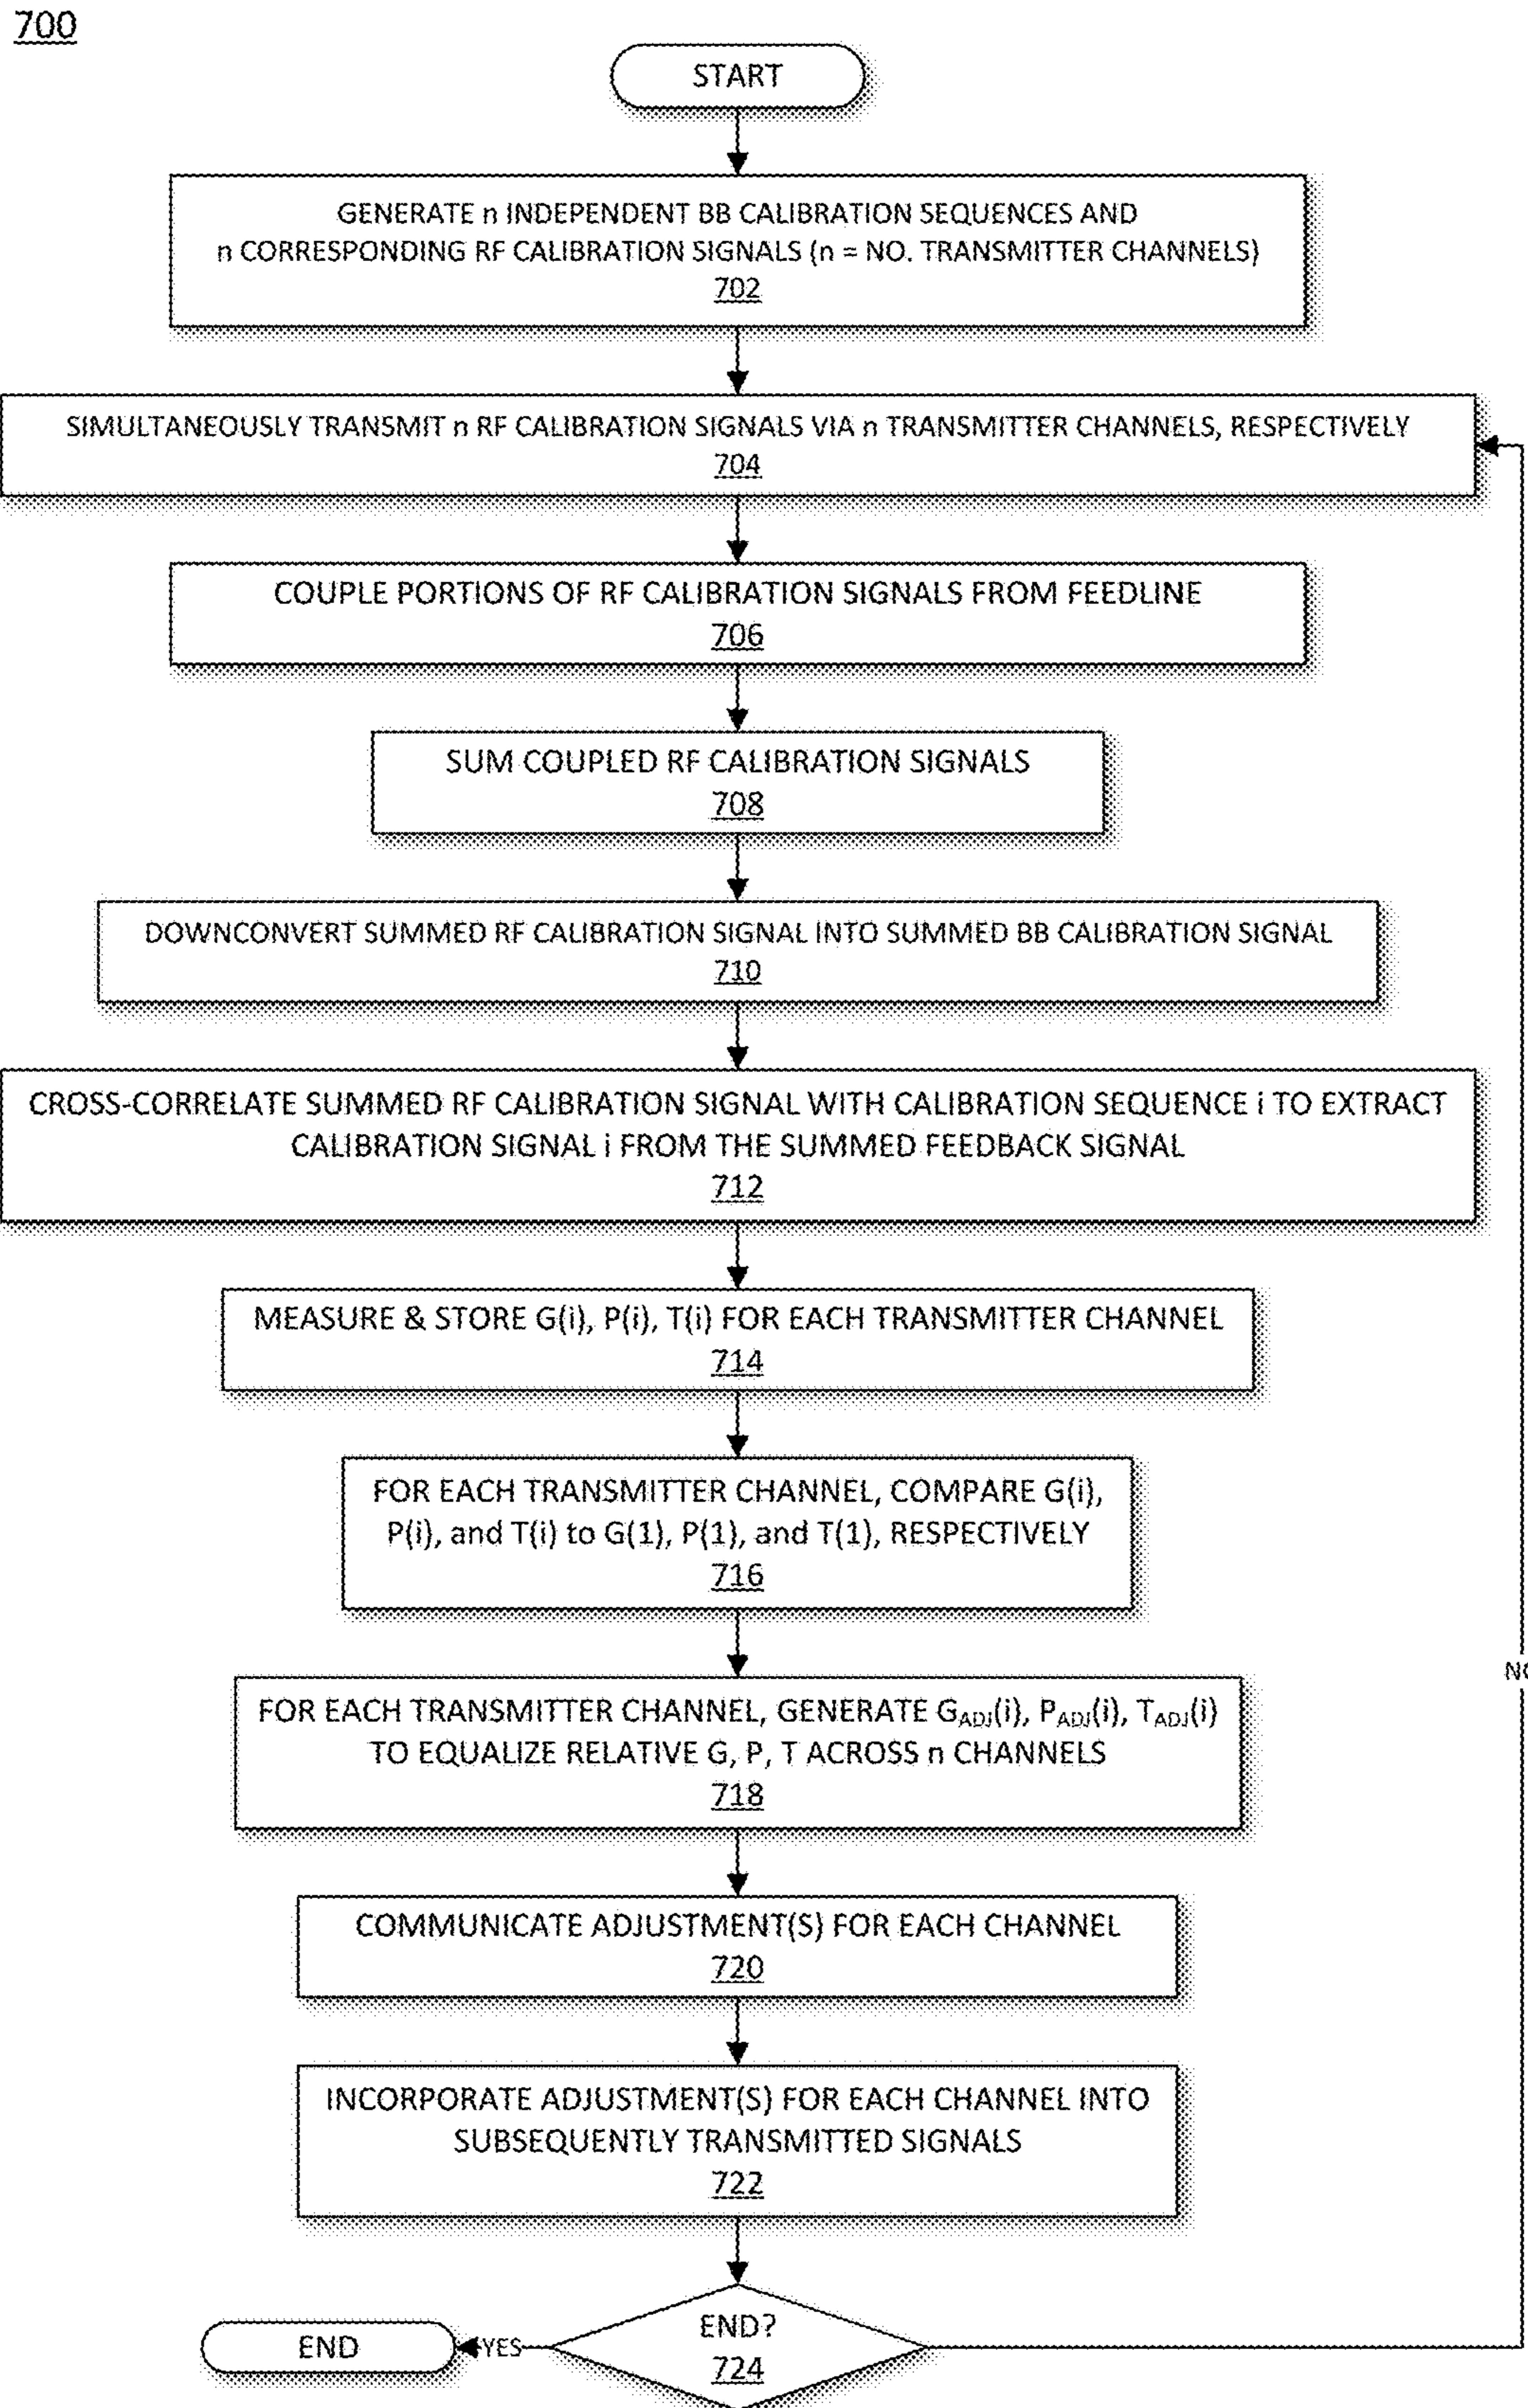 700
START
GENERATE n INDEPENDENT BB CALIBRATION SEQUENCES AND
n CORRESPONDING RF CALIBRATION SIGNALS (n = NO. TRANSMITTER CHANNELS)
702
SIMULTANEOUSLY TRANSMIT n RF CALIBRATION SIGNALS VIA n TRANSMITTER CHANNELS, RESPECTIVELY
704
COUPLE PORTIONS OF RF CALIBRATION SIGNALS FROM FEEDLINE
706
SUM COUPLED RF CALIBRATION SIGNALS
708
DOWNCONVERT SUMMED RF CALIBRATION SIGNAL INTO SUMMED BB CALIBRATION SIGNAL
710
CROSS-CORRELATE SUMMED RF CALIBRATION SIGNAL WITH CALIBRATION SEQUENCE i TO EXTRACT
CALIBRATION SIGNAL i FROM THE SUMMED FEEDBACK SIGNAL
712
MEASURE & STORE G(i), P(i), T(i) FOR EACH TRANSMITTER CHANNEL
714
FOR EACH TRANSMITTER CHANNEL, COMPARE G(i),
P(i), and T(i) to G(1), P(1), and T(1), RESPECTIVELY
716
NO
FOR EACH TRANSMITTER CHANNEL, GENERATE GADJ(i), PADJ(i), TADJ(i)
TO EQUALIZE RELATIVE G, P, T ACROSS n CHANNELS
718
COMMUNICATE ADJUSTMENT(S) FOR EACH CHANNEL
720
INCORPORATE ADJUSTMENT(S) FOR EACH CHANNEL INTO
SUBSEQUENTLY TRANSMITTED SIGNALS
722
END?
724
YES
END